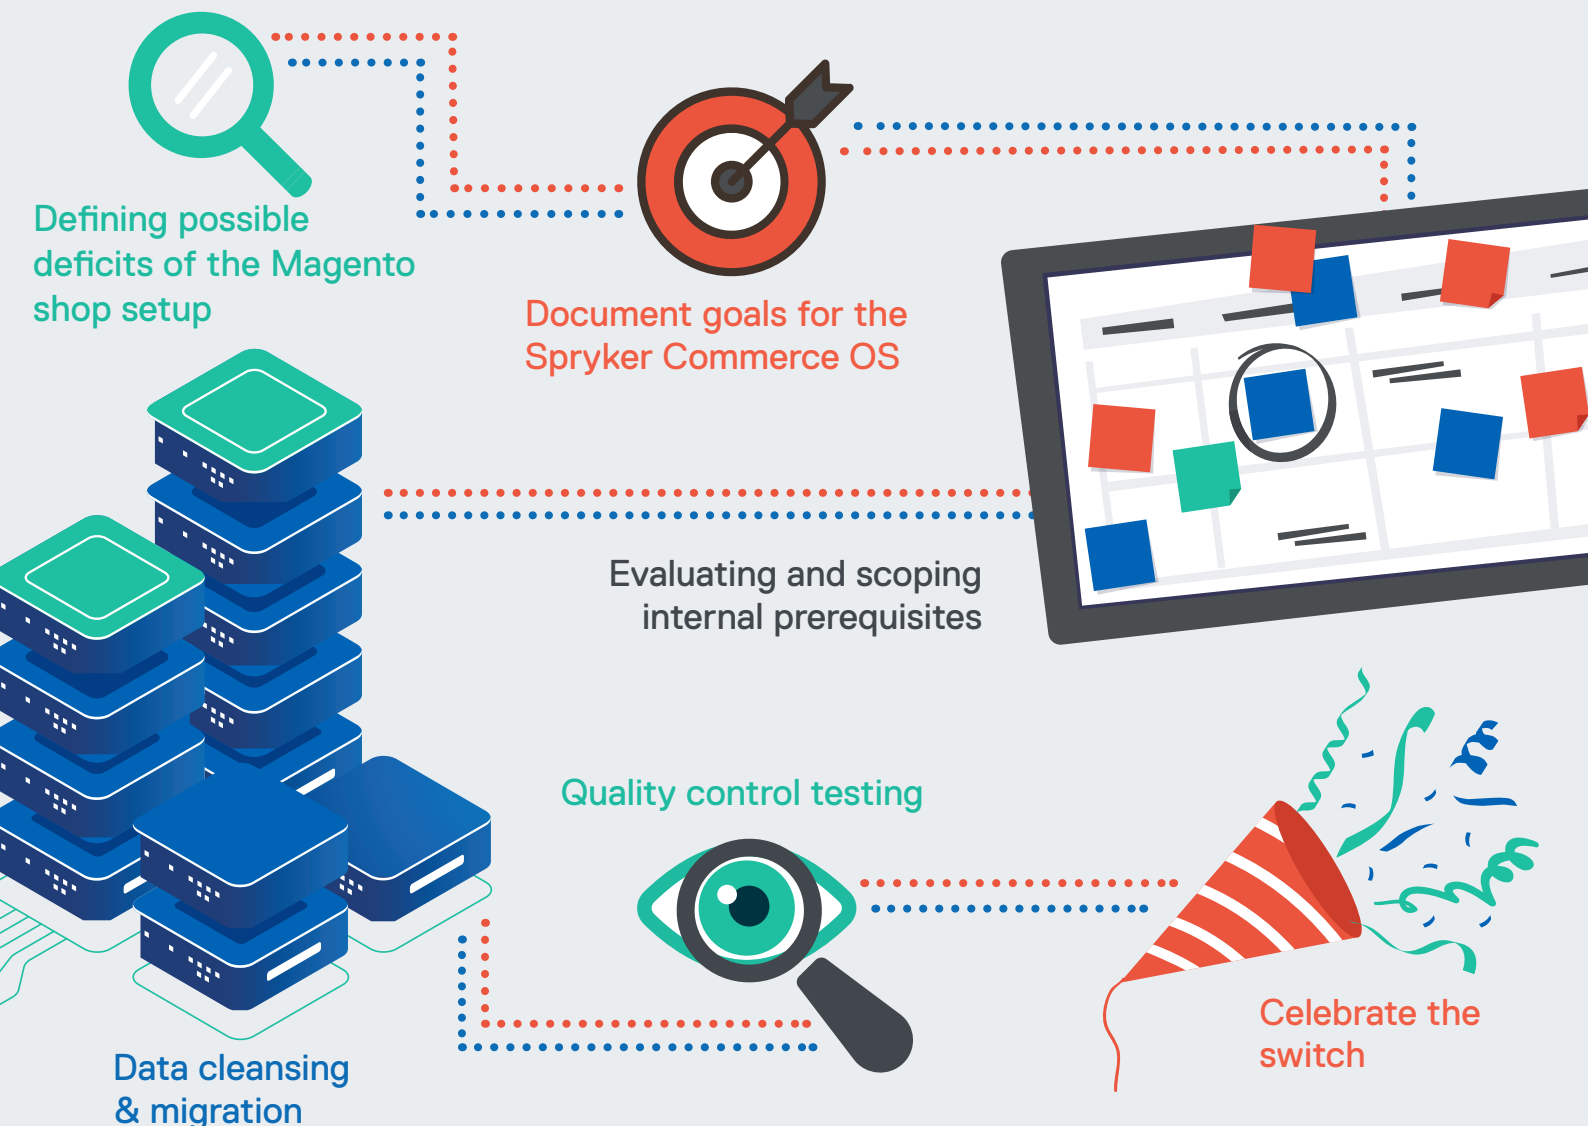 Defining possible
deficits of the Magento
shop setup
Document goals for the
Spryker Commerce OS
Evaluating and scoping
internal prerequisites
Data cleansing
& migration
Quality control testing
Celebrate the
switch